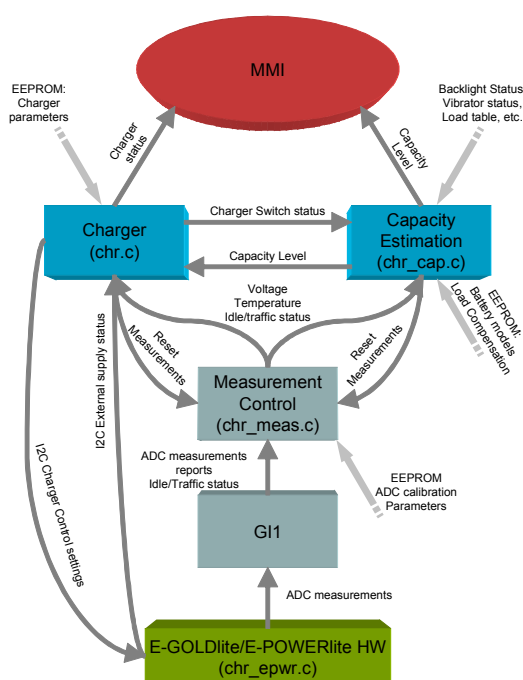 MMI
EEPROM:
Charger
parameters
Backlight Status
Vibrator status,
Load table, etc.
Charger
status
Capacity
Level
Charger
(chr.c)
Charger Switch status
Capacity Level
Capacity
Estimation
(chr_cap.c)
Voltage
Temperature
Idle/traffic status
EEPROM:
Battery models
Load Compensation
Reset
Measurements
Reset
Measurements
I2C External supply status
I2C Charger Control settings
Measurement
Control
(chr_meas.c)
ADC measurements
reports
Idle/Traffic status
EEPROM
ADC calibration
Parameters
GI1
ADC measurements
E-GOLDlite/E-POWERlite HW
(chr_epwr.c)